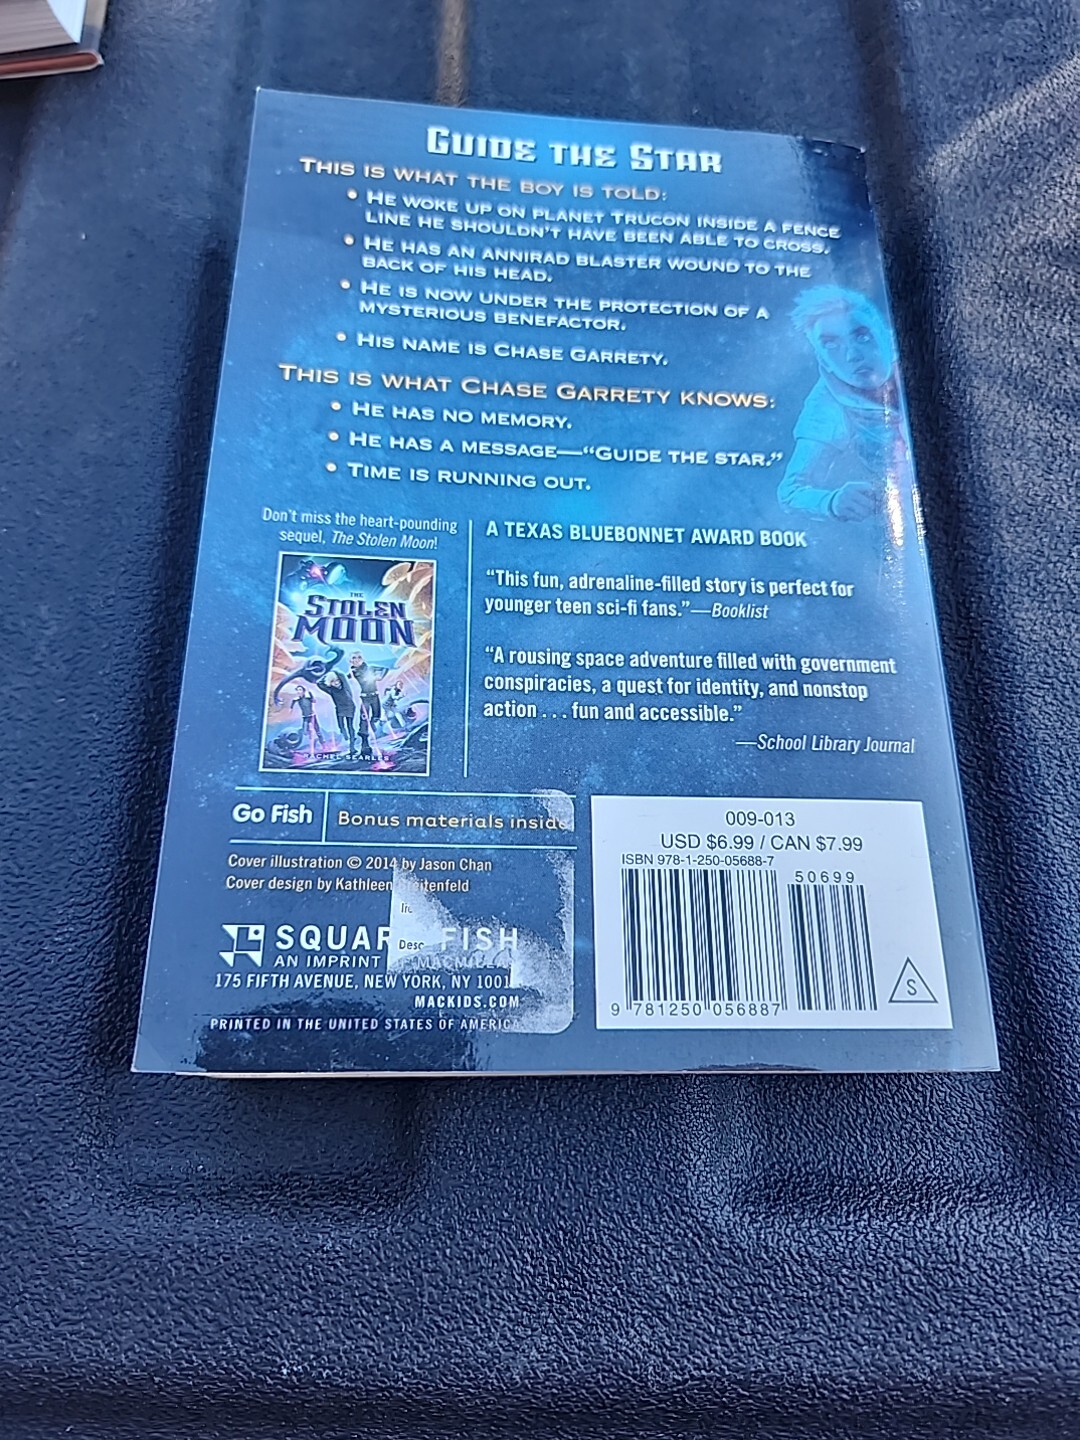 GUIDE THE STAR
THIS IS WHAT THE BOY IS TOLD:
• HE WOKE UP ON PLANET TRUCON INSIDE A FENCE
LINE HE SHOULDN'T HAVE BEEN ABLE TO CROSS.
• HE HAS AN ANNIRAD BLASTER WOUND TO THE
BACK OF HIS HEAD.
• HE IS NOW UNDER THE PROTECTION OF A
MYSTERIOUS BENEFACTOR.
• HIS NAME IS CHASE GARRETY.
THIS IS WHAT CHASE GARRETY KNOWS:
• HE HAS NO MEMORY.
• HE HAS A MESSAGE—"GUIDE THE STAR."
• TIME IS RUNNING OUT.
Don't miss the heart-pounding
sequel, The Stolen Moon!
THE
STOLEN
MOON
RACHEL SEARLES
A TEXAS BLUEBONNET AWARD BOOK
"This fun, adrenaline-filled story is perfect for
younger teen sci-fi fans."—Booklist
"A rousing space adventure filled with government
conspiracies, a quest for identity, and nonstop
action . . . fun and accessible."
—School Library Journal
Go Fish
Bonus materials inside
Cover illustration © 2014 by Jason Chan
Cover design by Kathleen
Desc
SQUAR FISH
AN IMPRINT
175 FIFTH AVENUE, NEW YORK, NY
MACKIDS.COM
PRINTED IN THE UNITED STATES OF AMERICA
009-013
USD $6.99 / CAN $7.99
ISBN 978-1-250-05688-7
50699
9 781250 056887
S